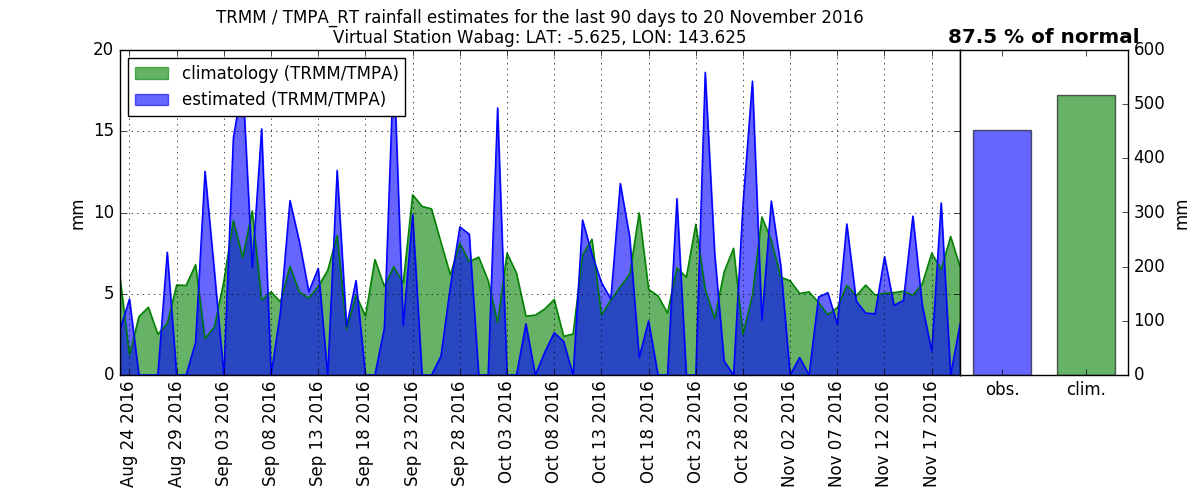 TRMM / TMPA_RT rainfall estimates for the last 90 days to 20 November 2016
Virtual Station Wabag: LAT: -5.625, LON: 143.625
87.5 % of normal
climatology (TRMM/TMPA)
estimated (TRMM/TMPA)
20
15
10
5
0
mm
600
500
400
300
200
100
0
mm
Aug 24 2016
Aug 29 2016
Sep 03 2016
Sep 08 2016
Sep 13 2016
Sep 18 2016
Sep 23 2016
Sep 28 2016
Oct 03 2016
Oct 08 2016
Oct 13 2016
Oct 18 2016
Oct 23 2016
Oct 28 2016
Nov 02 2016
Nov 07 2016
Nov 12 2016
Nov 17 2016
obs.
clim.